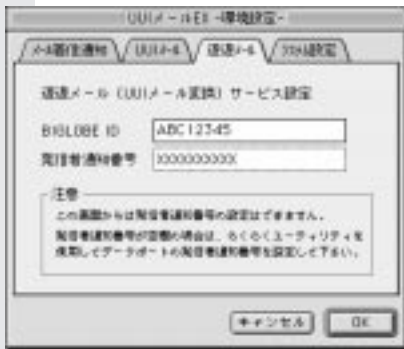 UUIメールEX -環境設定-
メール着信通知 UUIメール 送達メール システム設定
送達メール（UUIメール変換）サービス設定
BIGLOBE ID ABC12345
発信者通知番号 XXXXXXXXXX
注意
この画面からは発信者通知番号の設定はできません。
発信者通知番号が空欄の場合は、らくらくユーティリティを
使用してデータポートの発信者通知番号を設定して下さい。
キャンセル OK